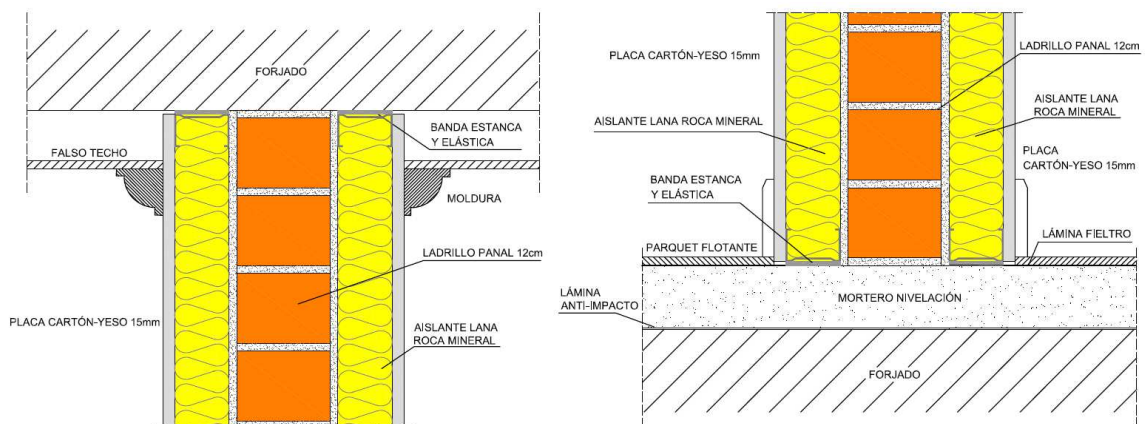 FORJADO
BANDA ESTANCA
Y ELÁSTICA
FALSO TECHO
MOLDURA
LADRILLO PANAL 12cm
PLACA CARTÓN-YESO 15mm
AISLANTE LANA
ROCA MINERAL
PLACA CARTÓN-YESO 15mm
LADRILLO PANAL 12cm
AISLANTE LANA
ROCA MINERAL
AISLANTE LANA ROCA MINERAL
PLACA
CARTÓN-YESO 15mm
BANDA ESTANCA
Y ELÁSTICA
PARQUET FLOTANTE
LÁMINA FIELTRO
LÁMINA
ANTI-IMPACTO
MORTERO NIVELACIÓN
FORJADO